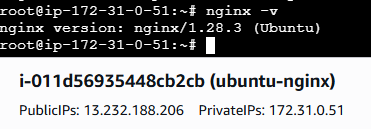 root@ip-172-31-0-51:~# nginx -v
nginx version: nginx/1.28.3 (Ubuntu)
root@ip-172-31-0-51:~#
i-011d56935448cb2cb (ubuntu-nginx)
PublicIPs: 13.232.188.206 PrivateIPs: 172.31.0.51